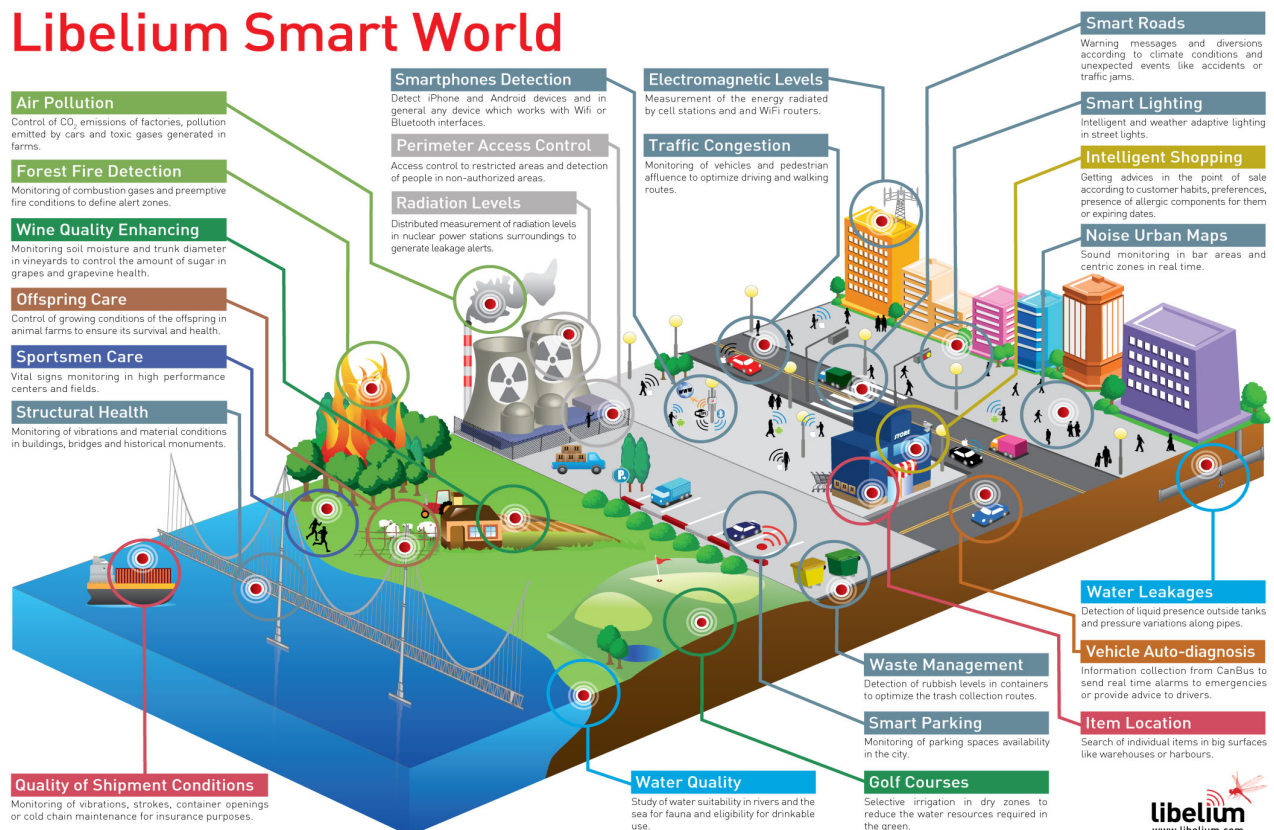 Libelium Smart World
Air Pollution
Control of CO₂ emissions of factories, pollution
emitted by cars and toxic gases generated in
farms.
Forest Fire Detection
Monitoring of combustion gases and preemptive
fire conditions to define alert zones.
Wine Quality Enhancing
Monitoring soil moisture and trunk diameter
in vineyards to control the amount of sugar in
grapes and grapevine health.
Offspring Care
Control of growing conditions of the offspring in
animal farms to ensure its survival and health.
Sportsmen Care
Vital signs monitoring in high performance
centers and fields.
Structural Health
Monitoring of vibrations and material conditions
in buildings, bridges and historical monuments.
Quality of Shipment Conditions
Monitoring of vibrations, strokes, container openings
or cold chain maintenance for insurance purposes.
Smartphones Detection
Detect iPhone and Android devices and in
general any device which works with Wifi or
Bluetooth interfaces.
Perimeter Access Control
Access control to restricted areas and detection
of people in non-authorized areas.
Radiation Levels
Distributed measurement of radiation levels
in nuclear power stations surroundings to
generate leakage alerts.
Electromagnetic Levels
Measurement of the energy radiated
by cell stations and and WiFi routers.
Traffic Congestion
Monitoring of vehicles and pedestrian
affluence to optimize driving and walking
routes.
Smart Roads
Warning messages and diversions
according to climate conditions and
unexpected events like accidents or
traffic jams.
Smart Lighting
Intelligent and weather adaptive lighting
in street lights.
Intelligent Shopping
Getting advices in the point of sale
according to customer habits, preferences,
presence of allergic components for them
or expiring dates.
Noise Urban Maps
Sound monitoring in bar areas and
centric zones in real time.
STORE
P
Water Leakages
Detection of liquid presence outside tanks
and pressure variations along pipes.
Vehicle Auto-diagnosis
Information collection from CanBus to
send real time alarms to emergencies
or provide advice to drivers.
Item Location
Search of individual items in big surfaces
like warehouses or harbours.
Waste Management
Detection of rubbish levels in containers
to optimize the trash collection routes.
Smart Parking
Monitoring of parking spaces availability
in the city.
Golf Courses
Selective irrigation in dry zones to
reduce the water resources required in
the green.
Water Quality
Study of water suitability in rivers and the
sea for fauna and eligibility for drinkable
use.
libelium
www.libelium.com